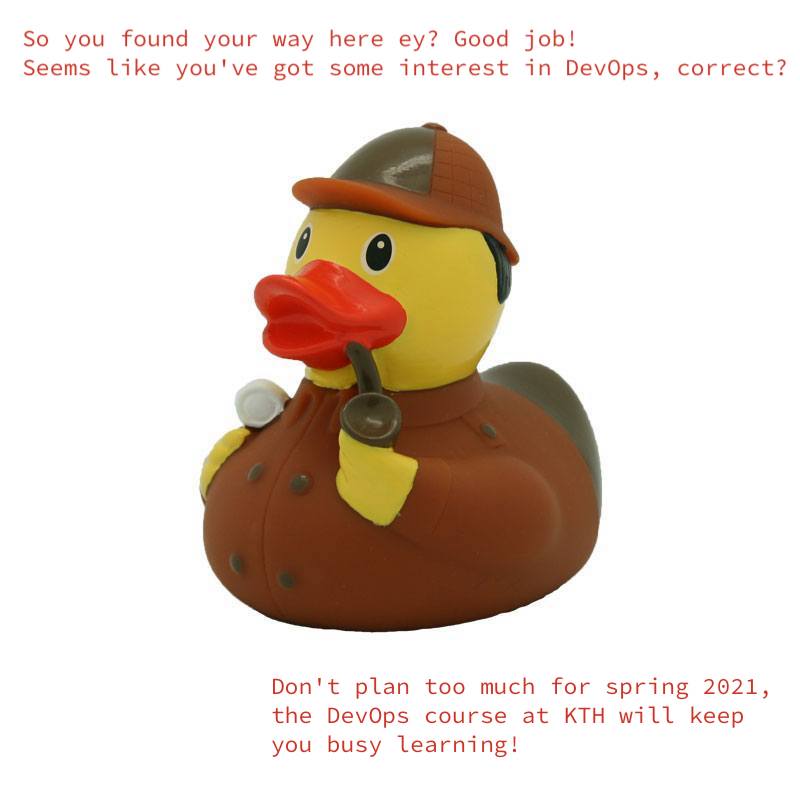 So you found your way here ey? Good job!
Seems like you've got some interest in DevOps, correct?
Don't plan too much for spring 2021,
the DevOps course at KTH will keep
you busy learning!